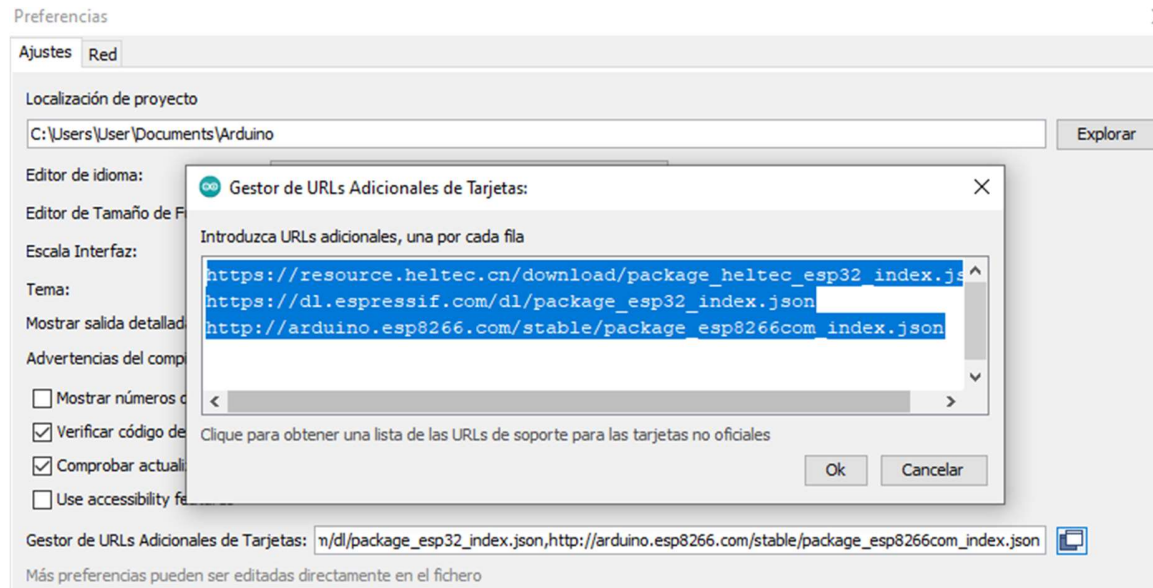 Preferencias
Ajustes Red
Localización de proyecto
C:\Users\User\Documents\Arduino Explorar
Editor de idioma:
Gestor de URLs Adicionales de Tarjetas:
Editor de Tamaño de F
Introduzca URLs adicionales, una por cada fila
Escala Interfaz:
https://resource.heltec.cn/download/package_heltec_esp32_index.js
Tema:
https://dl.espressif.com/dl/package_esp32_index.json
Mostrar salida detallad
http://arduino.esp8266.com/stable/package_esp8266com_index.json
Advertencias del compi
Mostrar números d
Verificar código de
Clique para obtener una lista de las URLs de soporte para las tarjetas no oficiales
Comprobar actuali
Ok Cancelar
Use accessibility features
Gestor de URLs Adicionales de Tarjetas: n/dl/package_esp32_index.json,http://arduino.esp8266.com/stable/package_esp8266com_index.json
Más preferencias pueden ser editadas directamente en el fichero